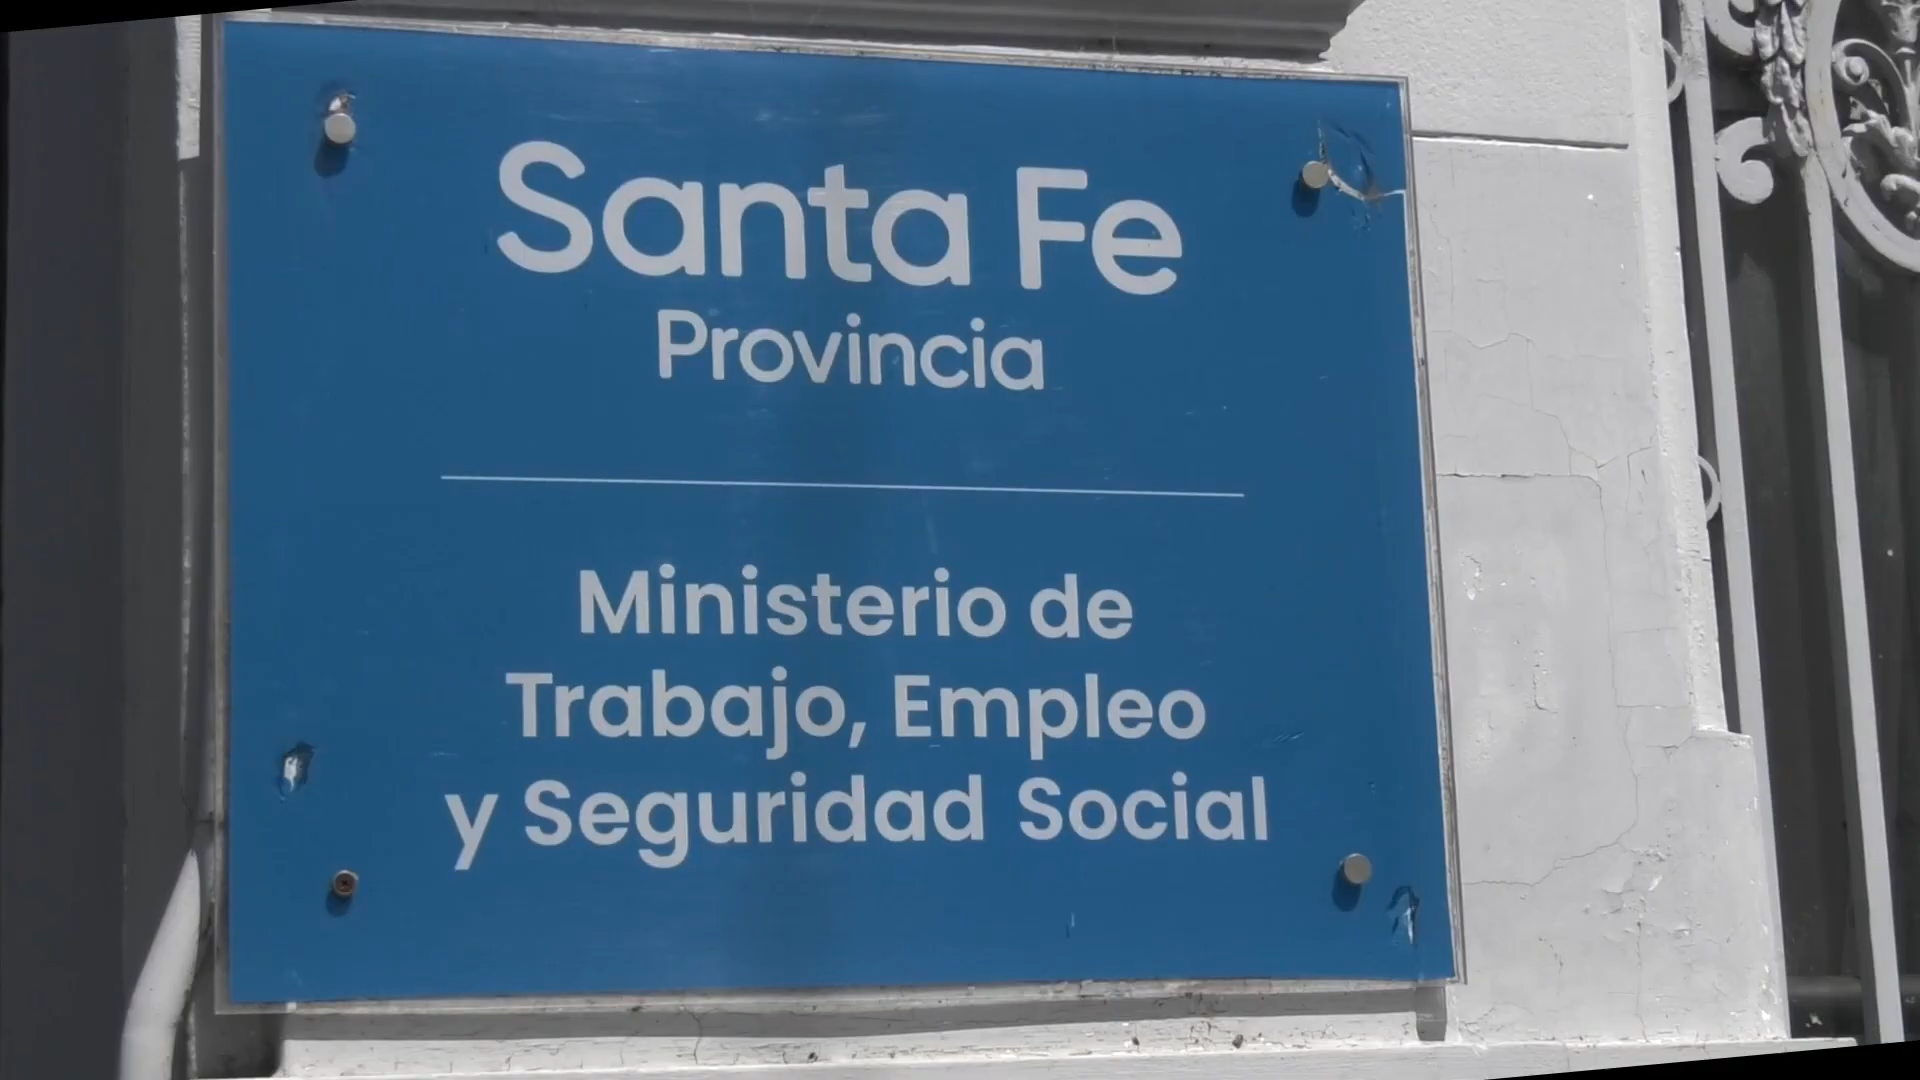 Santa Fe
Provincia
Ministerio de
Trabajo, Empleo
y Seguridad Social